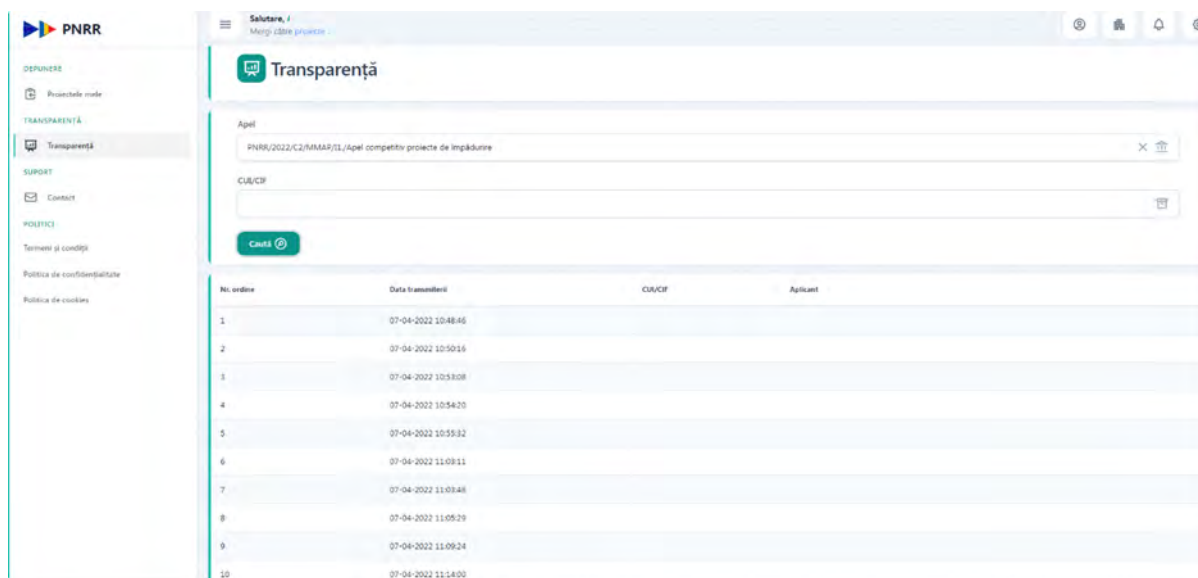 PNRR
Salutare,
Mergi către proiecte
DEPUNERE
Proiectele mele
TRANSPARENȚĂ
Transparență
SUPORT
Contact
POLITICI
Termeni și condiții
Politica de confidențialitate
Politica de cookies
Transparență
Apel
PNRR/2022/C2/MMAP/I1./Apel competitiv proiecte de împădurire
CUI/CIF
Caută
Nr. ordine Data transmiterii CUI/CIF Aplicant
1 07-04-2022 10:48:46
2 07-04-2022 10:50:16
3 07-04-2022 10:53:08
4 07-04-2022 10:54:20
5 07-04-2022 10:55:32
6 07-04-2022 11:03:11
7 07-04-2022 11:03:48
8 07-04-2022 11:05:29
9 07-04-2022 11:09:24
10 07-04-2022 11:14:00